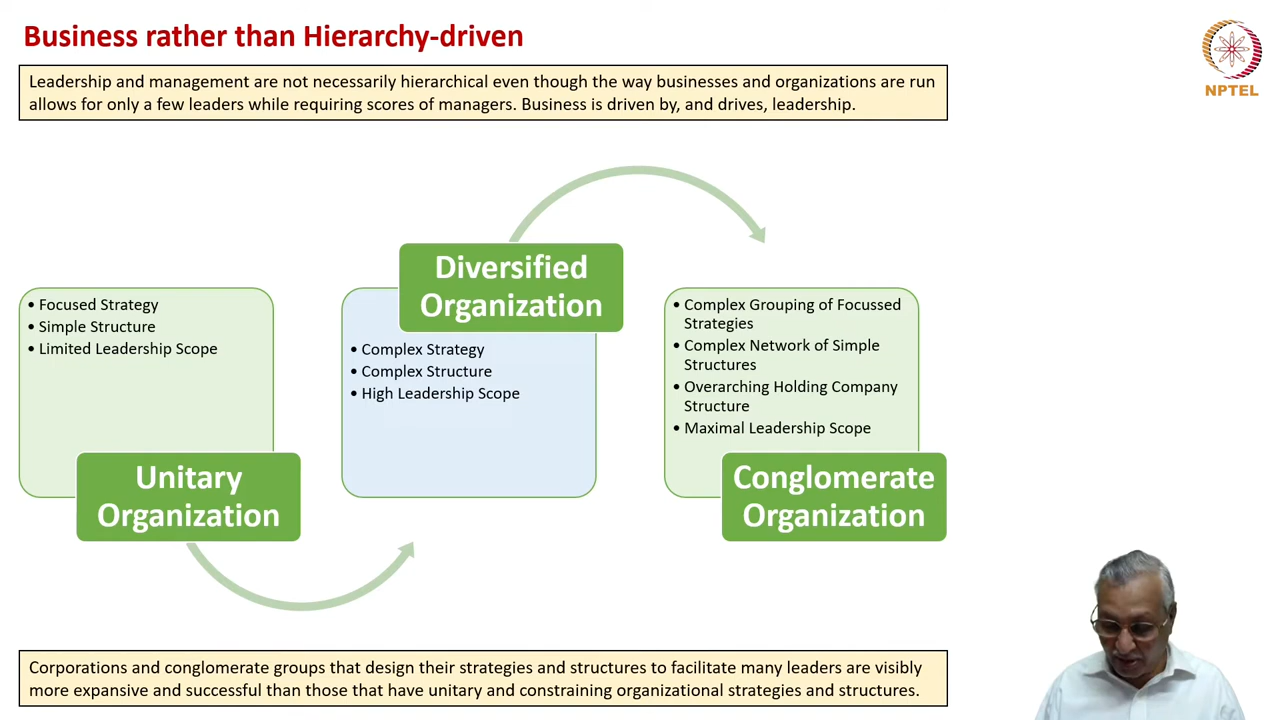 Business rather than Hierarchy-driven
NPTEL
Leadership and management are not necessarily hierarchical even though the way businesses and organizations are run
allows for only a few leaders while requiring scores of managers. Business is driven by, and drives, leadership.
• Focused Strategy
• Simple Structure
• Limited Leadership Scope
Unitary
Organization
Diversified
Organization
• Complex Strategy
• Complex Structure
• High Leadership Scope
• Complex Grouping of Focussed
Strategies
• Complex Network of Simple
Structures
• Overarching Holding Company
Structure
• Maximal Leadership Scope
Conglomerate
Organization
Corporations and conglomerate groups that design their strategies and structures to facilitate many leaders are visibly
more expansive and successful than those that have unitary and constraining organizational strategies and structures.